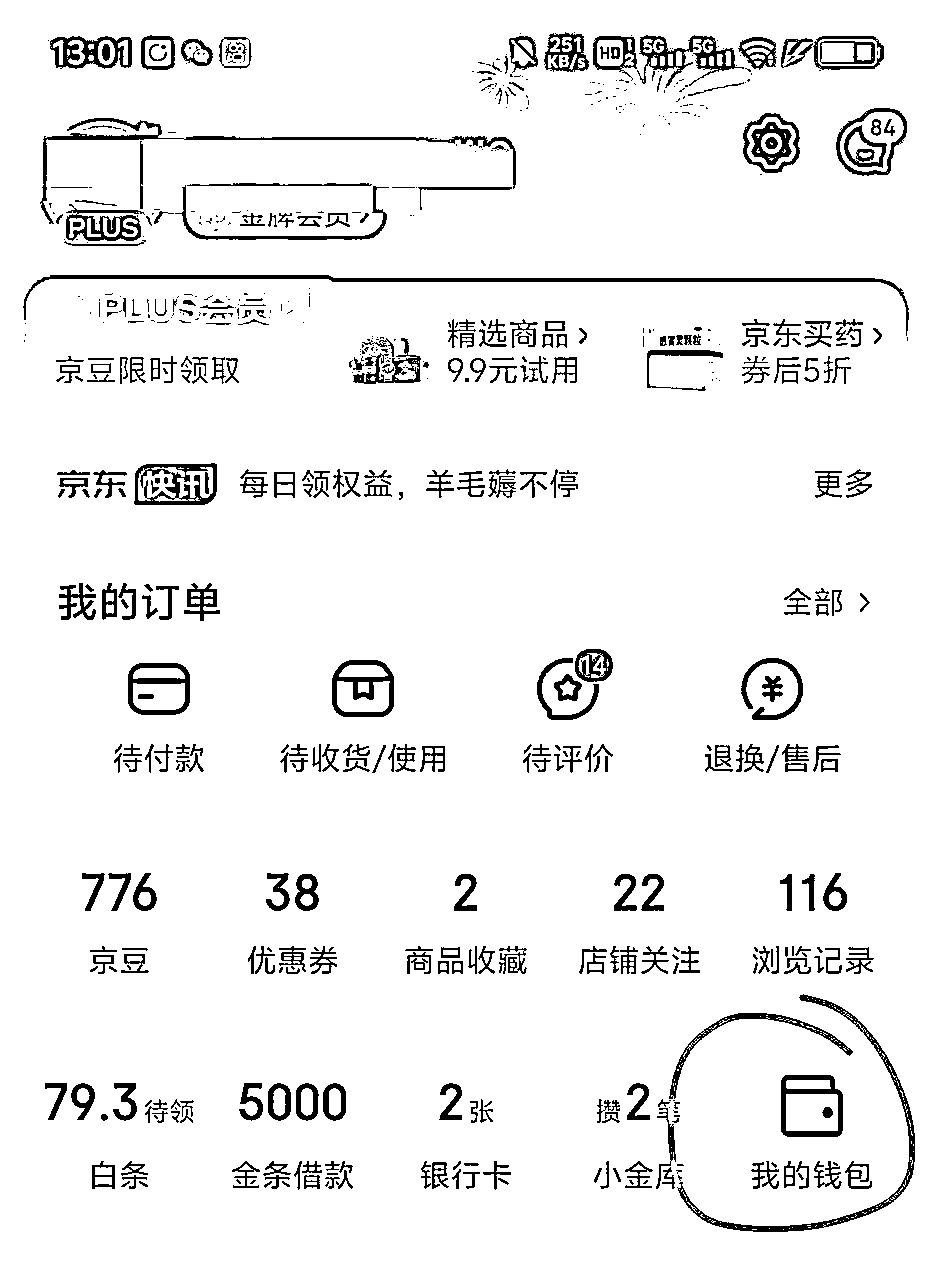 13:01 251 KB/s HD 1 2 5G 5G
84
PLUS 金牌会员
PLUS会员
精选商品 京东买药
京豆限时领取 9.9元试用 券后5折
京东快讯 每日领权益，羊毛薅不停 更多
我的订单 全部
14
待付款 待收货/使用 待评价 退换/售后
776 38 2 22 116
京豆 优惠券 商品收藏 店铺关注 浏览记录
79.3待领 5000 2张 攒2笔
白条 金条借款 银行卡 小金库 我的钱包